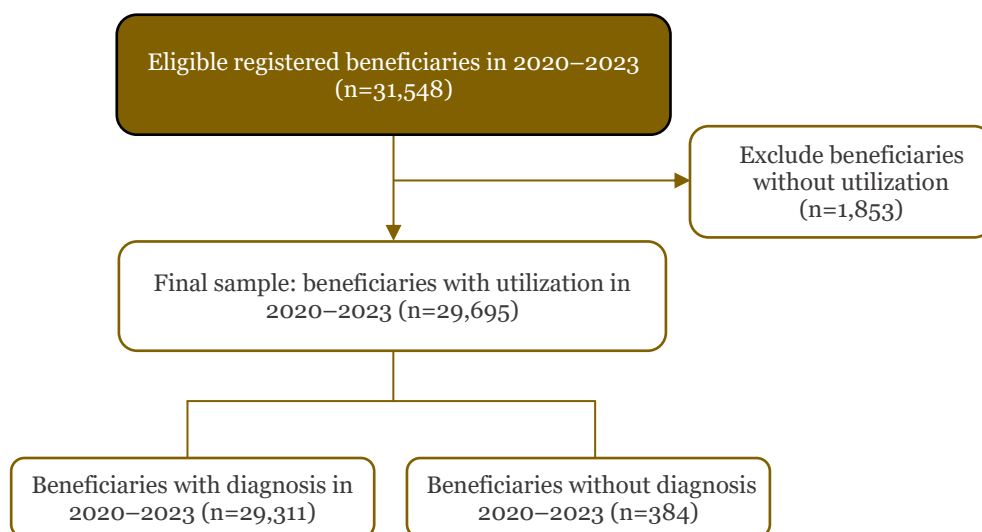 Eligible registered beneficiaries in 2020–2023
(n=31,548)
Exclude beneficiaries
without utilization
(n=1,853)
Final sample: beneficiaries with utilization in
2020–2023 (n=29,695)
Beneficiaries with diagnosis in
2020–2023 (n=29,311)
Beneficiaries without diagnosis
2020–2023 (n=384)